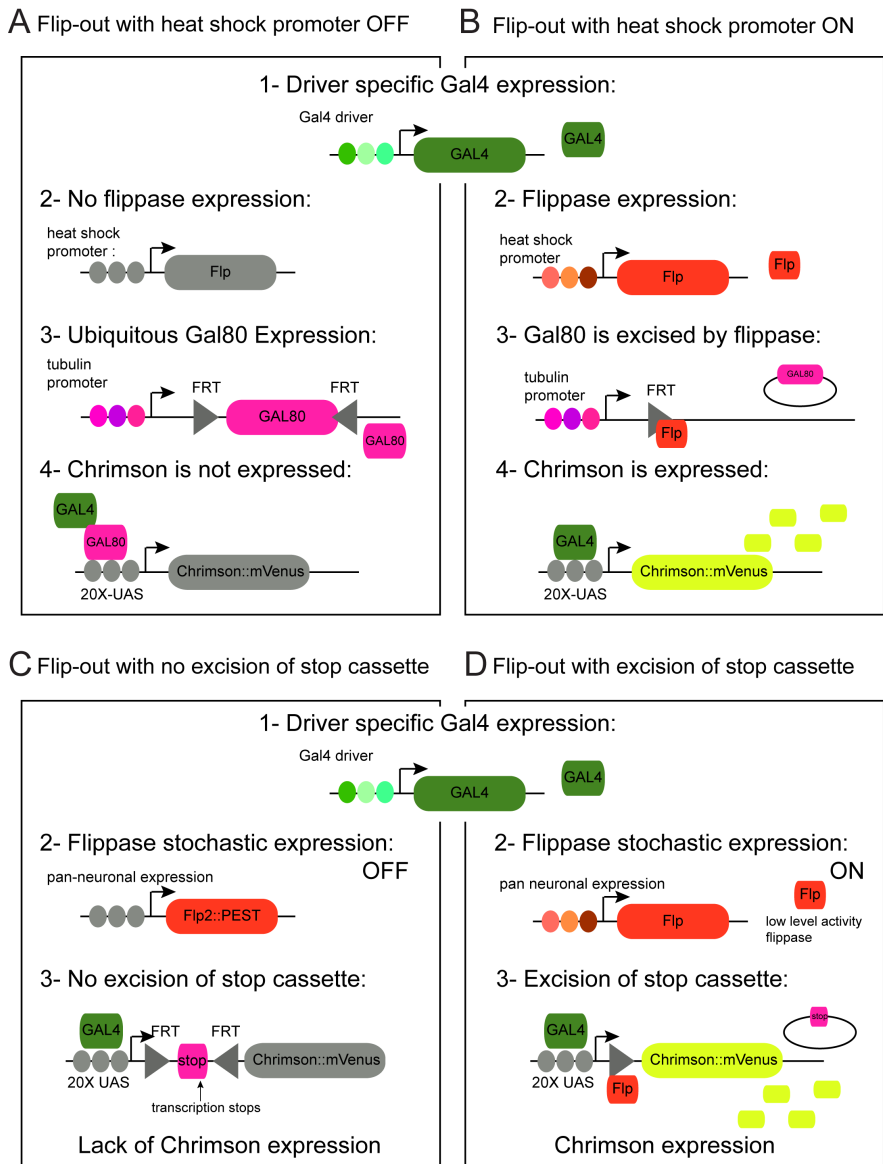 A Flip-out with heat shock promoter OFF
B Flip-out with heat shock promoter ON
1- Driver specific Gal4 expression:
Gal4 driver
GAL4
GAL4
2- No flippase expression:
heat shock
promoter :
Flp
3- Ubiquitous Gal80 Expression:
tubulin
promoter
FRT
FRT
GAL80
GAL80
4- Chrimson is not expressed:
GAL4
GAL80
Chrimson::mVenus
20X-UAS
2- Flippase expression:
heat shock
promoter
Flp
Flp
3- Gal80 is excised by flippase:
tubulin
promoter
FRT
GAL80
Flp
4- Chrimson is expressed:
GAL4
Chrimson::mVenus
20X-UAS
C Flip-out with no excision of stop cassette
D Flip-out with excision of stop cassette
1- Driver specific Gal4 expression:
Gal4 driver
GAL4
GAL4
2- Flippase stochastic expression:
OFF
pan-neuronal expression
Flp2::PEST
3- No excision of stop cassette:
GAL4
FRT
FRT
stop
Chrimson::mVenus
20X UAS
transcription stops
Lack of Chrimson expression
2- Flippase stochastic expression:
ON
pan neuronal expression
Flp
Flp
low level activity
flippase
3- Excision of stop cassette:
stop
GAL4
Chrimson::mVenus
20X UAS
Flp
Chrimson expression